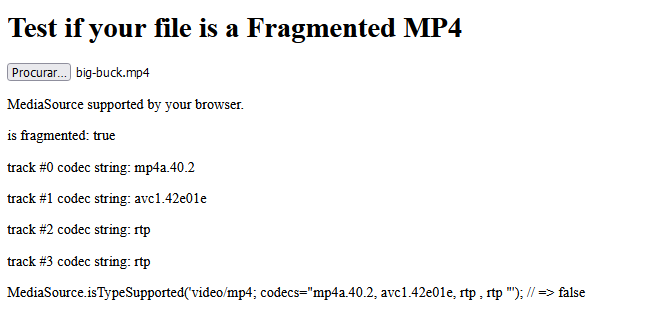 Test if your file is a Fragmented MP4
Procurar... big-buck.mp4
MediaSource supported by your browser.
is fragmented: true
track #0 codec string: mp4a.40.2
track #1 codec string: avc1.42e01e
track #2 codec string: rtp
track #3 codec string: rtp
MediaSource.isTypeSupported('video/mp4; codecs="mp4a.40.2, avc1.42e01e, rtp , rtp "'); // => false